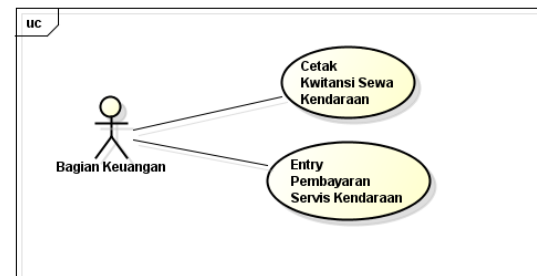 uc
Cetak
Kwitansi Sewa
Kendaraan
Bagian Keuangan
Entry
Pembayaran
Servis Kendaraan